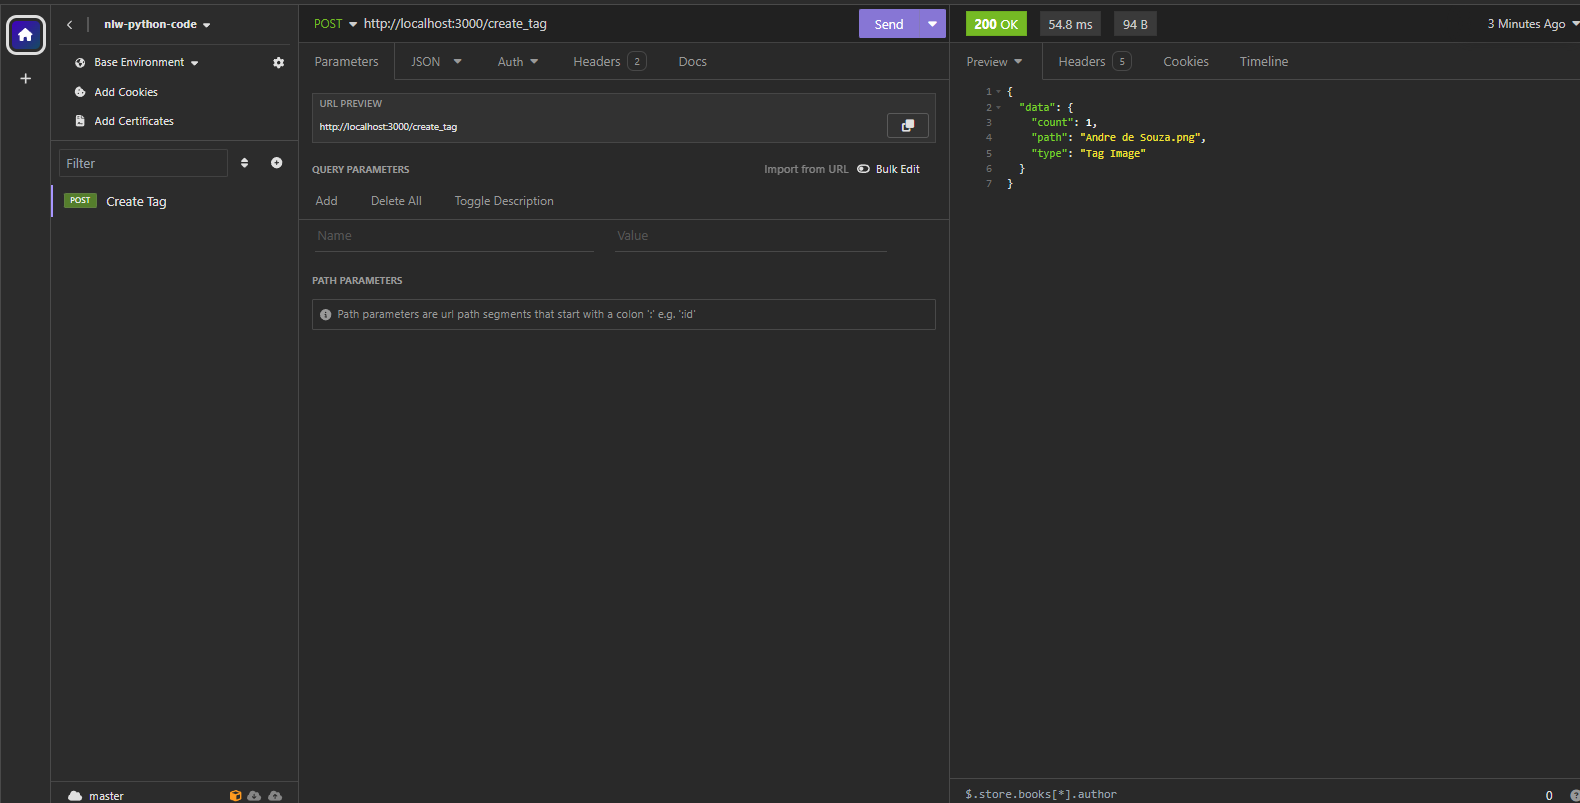 nlw-python-code
Base Environment
Add Cookies
Add Certificates
Filter
POST Create Tag
master
POST http://localhost:3000/create_tag Send
Parameters JSON Auth Headers 2 Docs
URL PREVIEW
http://localhost:3000/create_tag
QUERY PARAMETERS Import from URL Bulk Edit
Add Delete All Toggle Description
Name Value
PATH PARAMETERS
Path parameters are url path segments that start with a colon ':' e.g. ':id'
200 OK 54.8 ms 94 B 3 Minutes Ago
Preview Headers 5 Cookies Timeline
1 {
2 "data": {
3 "count": 1,
4 "path": "Andre de Souza.png",
5 "type": "Tag Image"
6 }
7 }
$.store.books[*].author 0